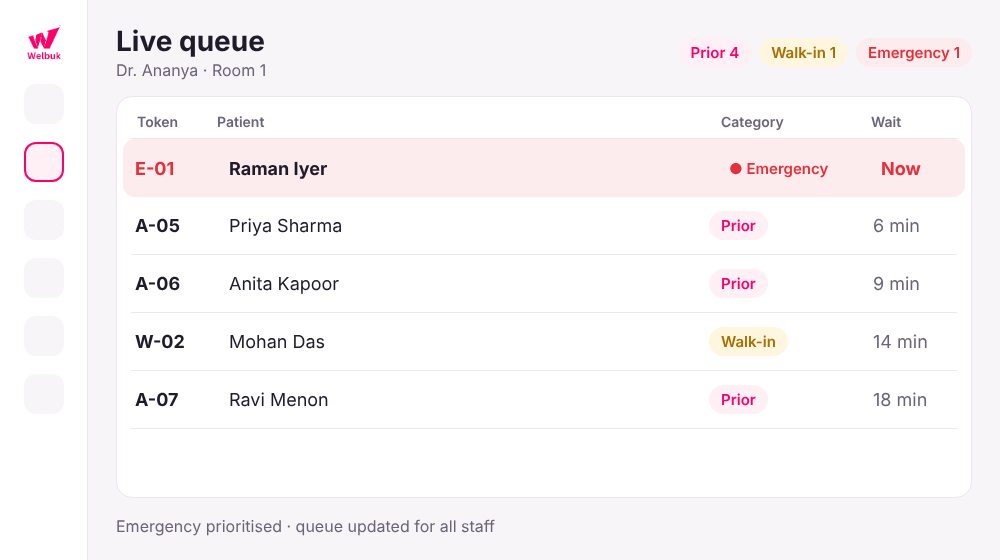 Welbuk
Live queue
Dr. Ananya · Room 1
Prior 4 Walk-in 1 Emergency 1
Token Patient Category Wait
E-01 Raman Iyer Emergency Now
A-05 Priya Sharma Prior 6 min
A-06 Anita Kapoor Prior 9 min
W-02 Mohan Das Walk-in 14 min
A-07 Ravi Menon Prior 18 min
Emergency prioritised · queue updated for all staff